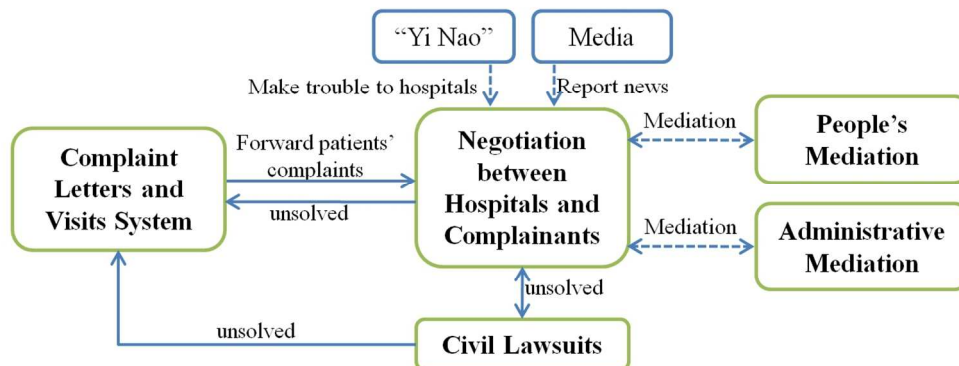 “Yi Nao”
Media
Make trouble to hospitals
Report news
Complaint
Letters and
Visits System
Forward patients’
complaints
unsolved
Negotiation
between
Hospitals and
Complainants
Mediation
People’s
Mediation
Mediation
Administrative
Mediation
unsolved
unsolved
Civil Lawsuits